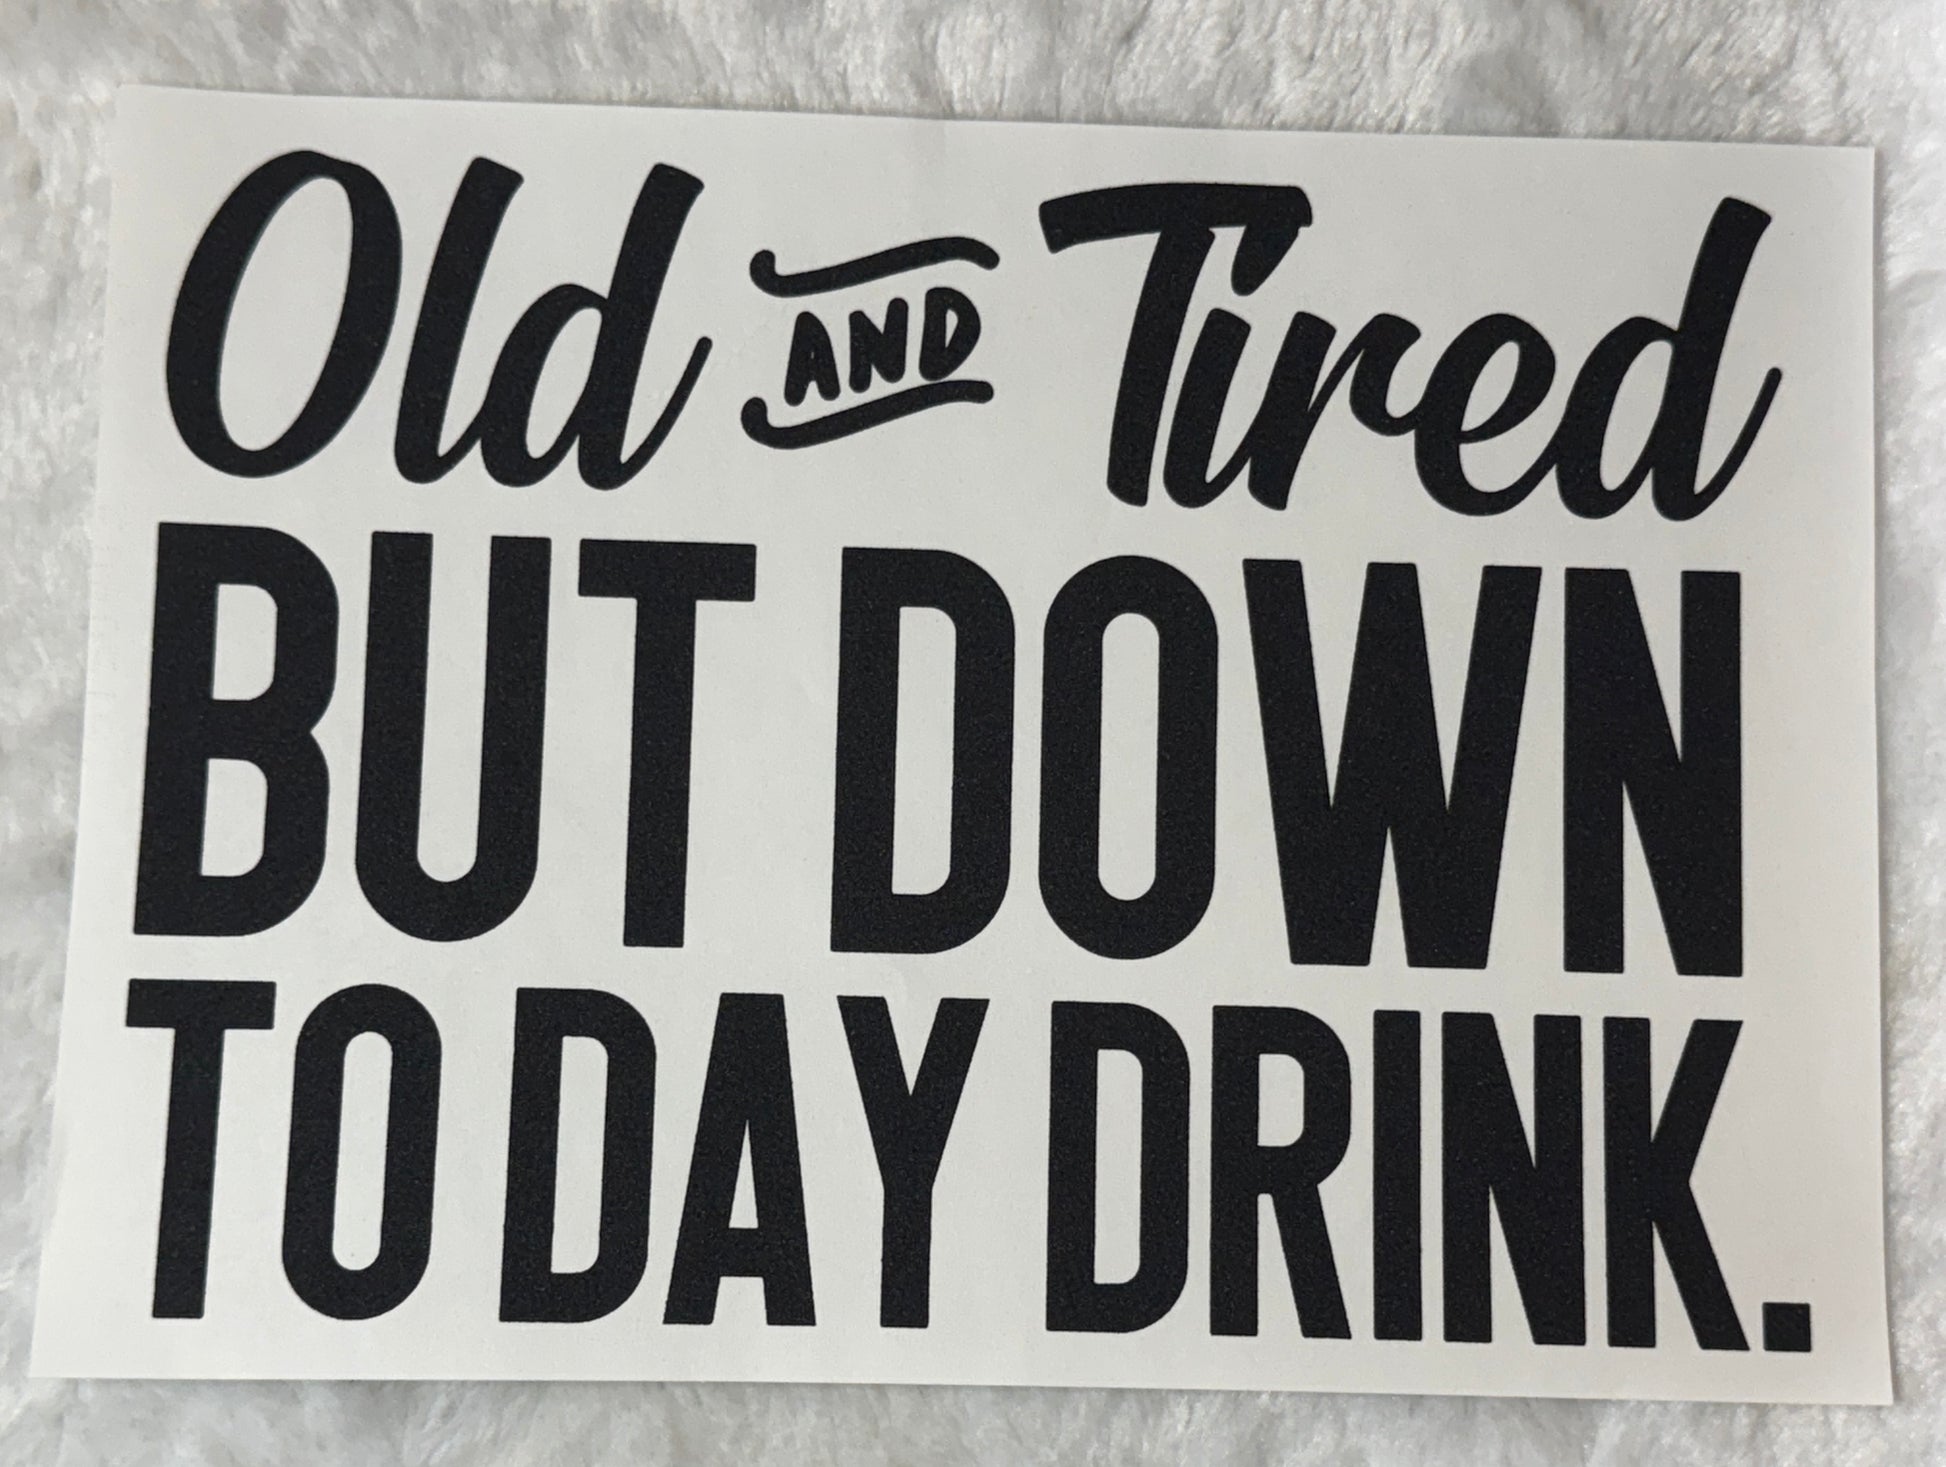 Old AND Tired
BUT DOWN
TO DAY DRINK.